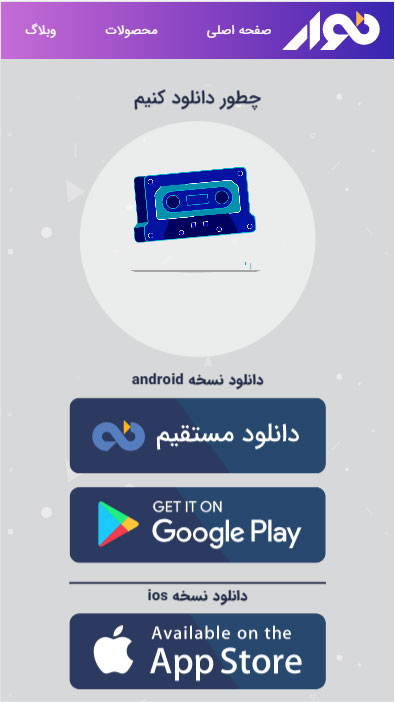 نوار
صفحه اصلی
محصولات
وبلاگ
چطور دانلود کنیم
دانلود نسخه android
دانلود مستقیم
GET IT ON
Google Play
دانلود نسخه ios
Available on the
App Store